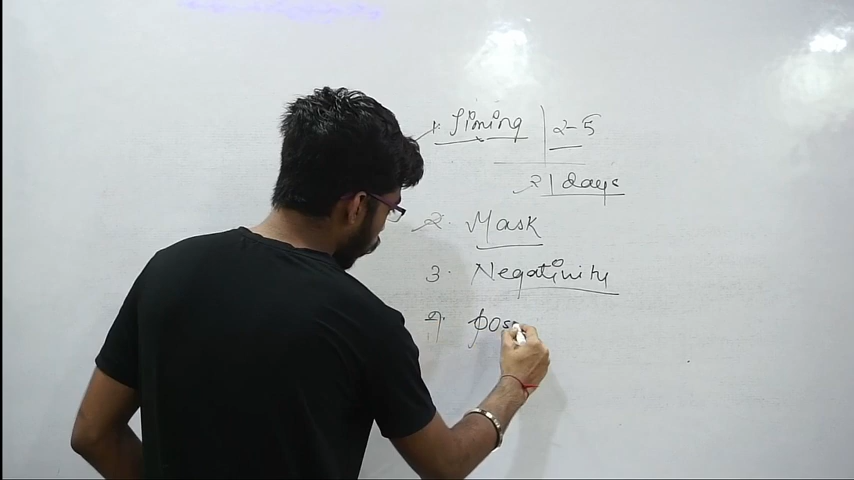 1. Timing 2-5
21 days
2. Mask
3. Negativity
4. pos